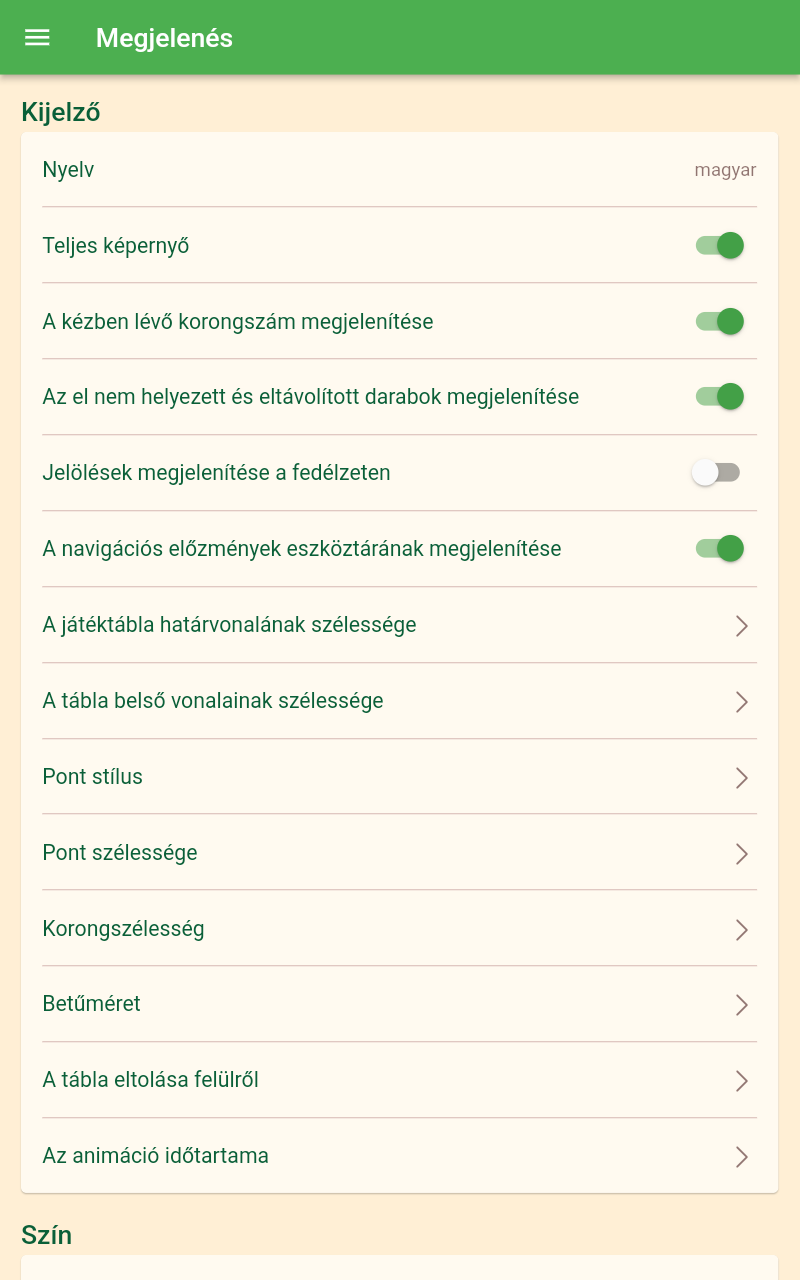 Megjelenés
Kijelző
Nyelv
magyar
Teljes képernyő
A kézben lévő korongszám megjelenítése
Az el nem helyezett és eltávolított darabok megjelenítése
Jelölések megjelenítése a fedélzeten
A navigációs előzmények eszköztárának megjelenítése
A játéktábla határvonalának szélessége
A tábla belső vonalainak szélessége
Pont stílus
Pont szélessége
Korongszélesség
Betűméret
A tábla eltolása felülről
Az animáció időtartama
Szín